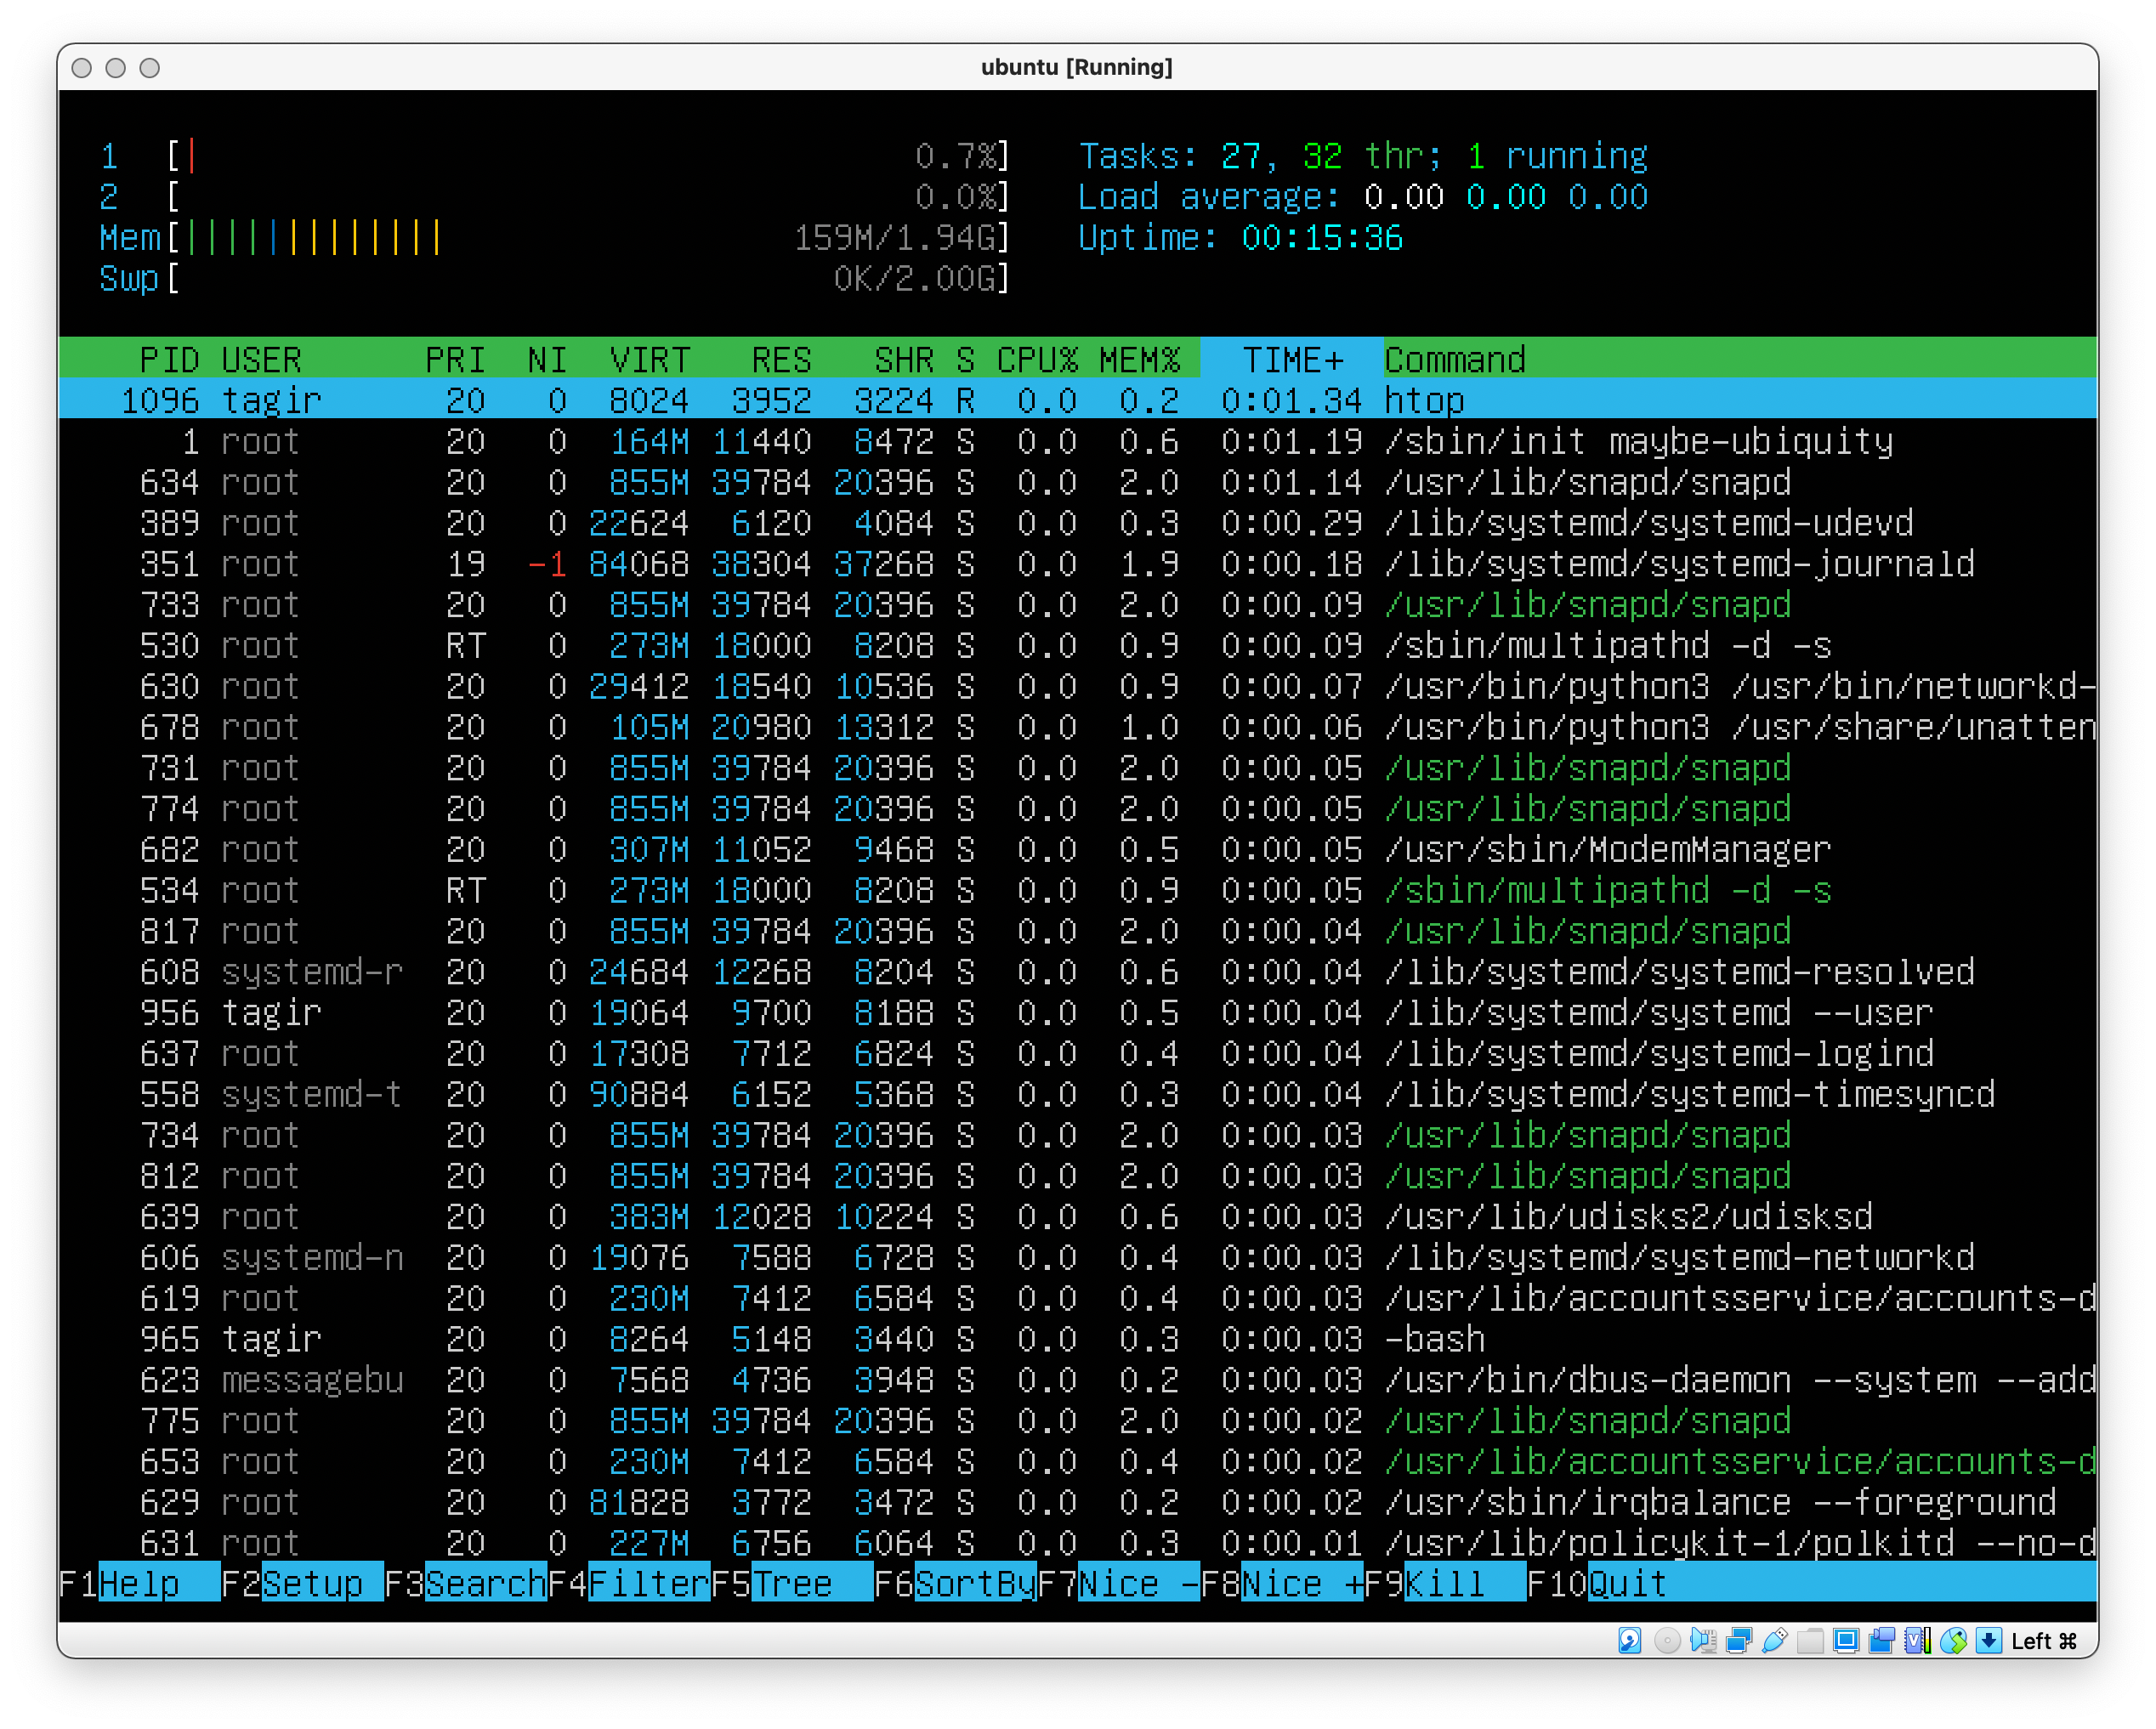 ubuntu [Running]
1 [| 0.7%] Tasks: 27, 32 thr; 1 running
2 [ 0.0%] Load average: 0.00 0.00 0.00
Mem[||||||||||||| 159M/1.94G] Uptime: 00:15:36
Swp[ 0K/2.00G]
PID USER PRI NI VIRT RES SHR S CPU% MEM% TIME+ Command
1096 tagir 20 0 8024 3952 3224 R 0.0 0.2 0:01.34 htop
1 root 20 0 164M 11440 8472 S 0.0 0.6 0:01.19 /sbin/init maybe-ubiquity
634 root 20 0 855M 39784 20396 S 0.0 2.0 0:01.14 /usr/lib/snapd/snapd
389 root 20 0 22624 6120 4084 S 0.0 0.3 0:00.29 /lib/systemd/systemd-udevd
351 root 19 -1 84068 38304 37268 S 0.0 1.9 0:00.18 /lib/systemd/systemd-journald
733 root 20 0 855M 39784 20396 S 0.0 2.0 0:00.09 /usr/lib/snapd/snapd
530 root RT 0 273M 18000 8208 S 0.0 0.9 0:00.09 /sbin/multipathd -d -s
630 root 20 0 29412 18540 10536 S 0.0 0.9 0:00.07 /usr/bin/python3 /usr/bin/networkd-
678 root 20 0 105M 20980 13312 S 0.0 1.0 0:00.06 /usr/bin/python3 /usr/share/unatten
731 root 20 0 855M 39784 20396 S 0.0 2.0 0:00.05 /usr/lib/snapd/snapd
774 root 20 0 855M 39784 20396 S 0.0 2.0 0:00.05 /usr/lib/snapd/snapd
682 root 20 0 307M 11052 9468 S 0.0 0.5 0:00.05 /usr/sbin/ModemManager
534 root RT 0 273M 18000 8208 S 0.0 0.9 0:00.05 /sbin/multipathd -d -s
817 root 20 0 855M 39784 20396 S 0.0 2.0 0:00.04 /usr/lib/snapd/snapd
608 systemd-r 20 0 24684 12268 8204 S 0.0 0.6 0:00.04 /lib/systemd/systemd-resolved
956 tagir 20 0 19064 9700 8188 S 0.0 0.5 0:00.04 /lib/systemd/systemd --user
637 root 20 0 17308 7712 6824 S 0.0 0.4 0:00.04 /lib/systemd/systemd-logind
558 systemd-t 20 0 90884 6152 5368 S 0.0 0.3 0:00.04 /lib/systemd/systemd-timesyncd
734 root 20 0 855M 39784 20396 S 0.0 2.0 0:00.03 /usr/lib/snapd/snapd
812 root 20 0 855M 39784 20396 S 0.0 2.0 0:00.03 /usr/lib/snapd/snapd
639 root 20 0 383M 12028 10224 S 0.0 0.6 0:00.03 /usr/lib/udisks2/udisksd
606 systemd-n 20 0 19076 7588 6728 S 0.0 0.4 0:00.03 /lib/systemd/systemd-networkd
619 root 20 0 230M 7412 6584 S 0.0 0.4 0:00.03 /usr/lib/accountsservice/accounts-d
965 tagir 20 0 8264 5148 3440 S 0.0 0.3 0:00.03 -bash
623 messagebu 20 0 7568 4736 3948 S 0.0 0.2 0:00.03 /usr/bin/dbus-daemon --system --add
775 root 20 0 855M 39784 20396 S 0.0 2.0 0:00.02 /usr/lib/snapd/snapd
653 root 20 0 230M 7412 6584 S 0.0 0.4 0:00.02 /usr/lib/accountsservice/accounts-d
629 root 20 0 81828 3772 3472 S 0.0 0.2 0:00.02 /usr/sbin/irqbalance --foreground
631 root 20 0 227M 6756 6064 S 0.0 0.3 0:00.01 /usr/lib/policykit-1/polkitd --no-d
F1Help F2Setup F3SearchF4FilterF5Tree F6SortByF7Nice -F8Nice +F9Kill F10Quit
Left ⌘